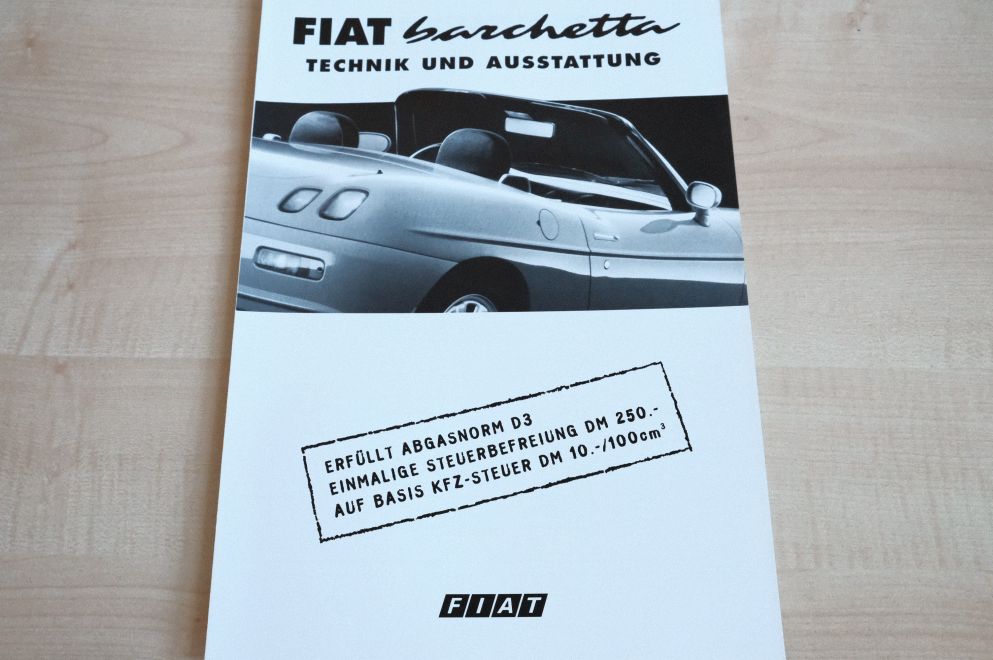 FIAT barchetta
TECHNIK UND AUSSTATTUNG
ERFÜLLT ABGASNORM D3
EINMALIGE STEUERBEFREIUNG DM 250.-
AUF BASIS KFZ-STEUER DM 10.-/100cm³
FIAT